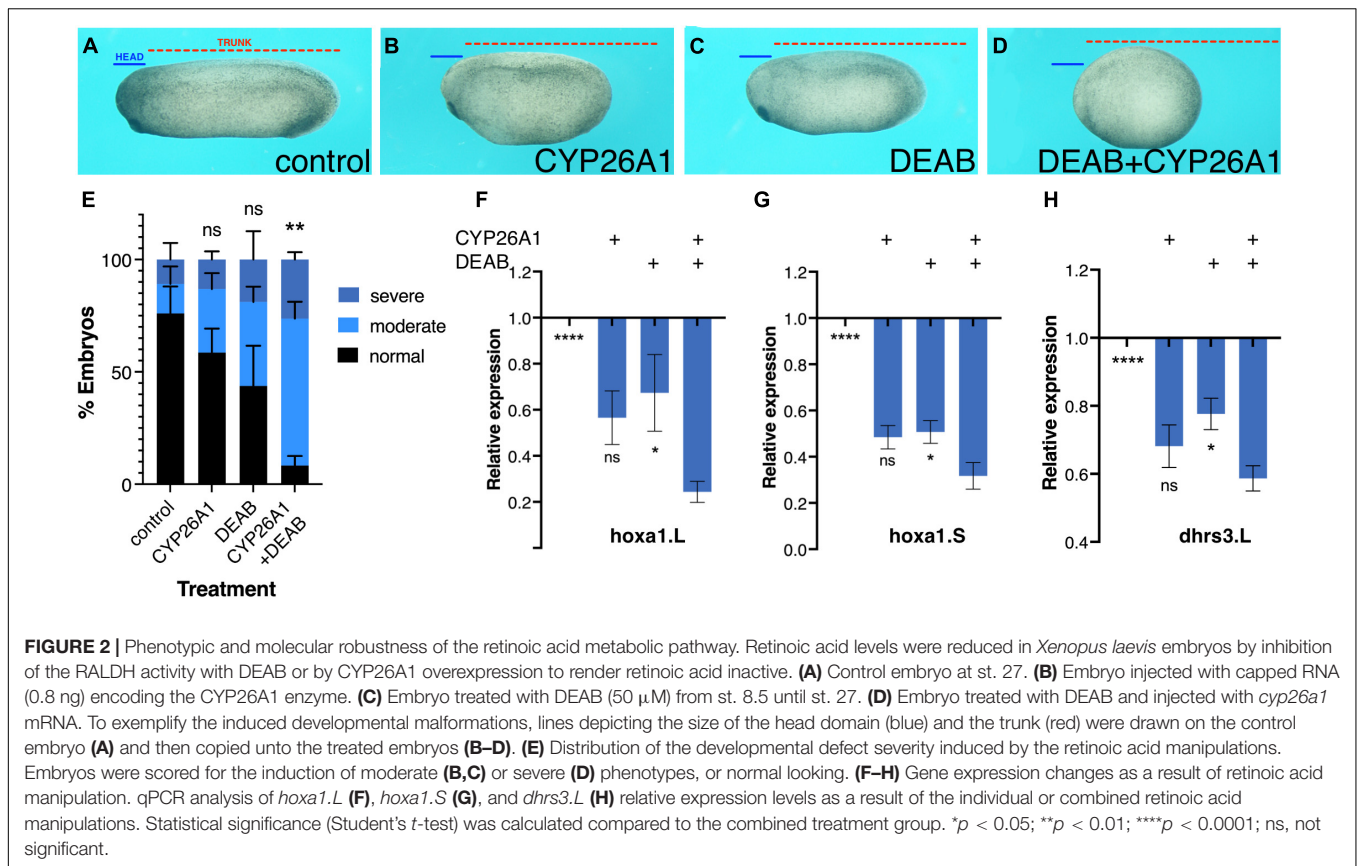 A
HEAD
TRUNK
control
B
CYP26A1
C
DEAB
D
DEAB+CYP26A1
E
% Embryos
100
50
0
ns
ns
**
severe
moderate
normal
control
CYP26A1
DEAB
CYP26A1
+DEAB
Treatment
F
CYP26A1
+
+
DEAB
+
+
Relative expression
1.2
1.0
0.8
0.6
0.4
0.2
****
ns
*
hoxa1.L
G
+
+
+
+
Relative expression
1.2
1.0
0.8
0.6
0.4
0.2
0.0
****
ns
*
hoxa1.S
H
+
+
+
+
Relative expression
1.2
1.0
0.8
0.6
0.4
****
ns
*
dhrs3.L
FIGURE 2 | Phenotypic and molecular robustness of the retinoic acid metabolic pathway. Retinoic acid levels were reduced in Xenopus laevis embryos by inhibition
of the RALDH activity with DEAB or by CYP26A1 overexpression to render retinoic acid inactive. (A) Control embryo at st. 27. (B) Embryo injected with capped RNA
(0.8 ng) encoding the CYP26A1 enzyme. (C) Embryo treated with DEAB (50 μM) from st. 8.5 until st. 27. (D) Embryo treated with DEAB and injected with cyp26a1
mRNA. To exemplify the induced developmental malformations, lines depicting the size of the head domain (blue) and the trunk (red) were drawn on the control
embryo (A) and then copied unto the treated embryos (B–D). (E) Distribution of the developmental defect severity induced by the retinoic acid manipulations.
Embryos were scored for the induction of moderate (B,C) or severe (D) phenotypes, or normal looking. (F–H) Gene expression changes as a result of retinoic acid
manipulation. qPCR analysis of hoxa1.L (F), hoxa1.S (G), and dhrs3.L (H) relative expression levels as a result of the individual or combined retinoic acid
manipulations. Statistical significance (Student's t-test) was calculated compared to the combined treatment group. *p < 0.05; **p < 0.01; ****p < 0.0001; ns, not
significant.